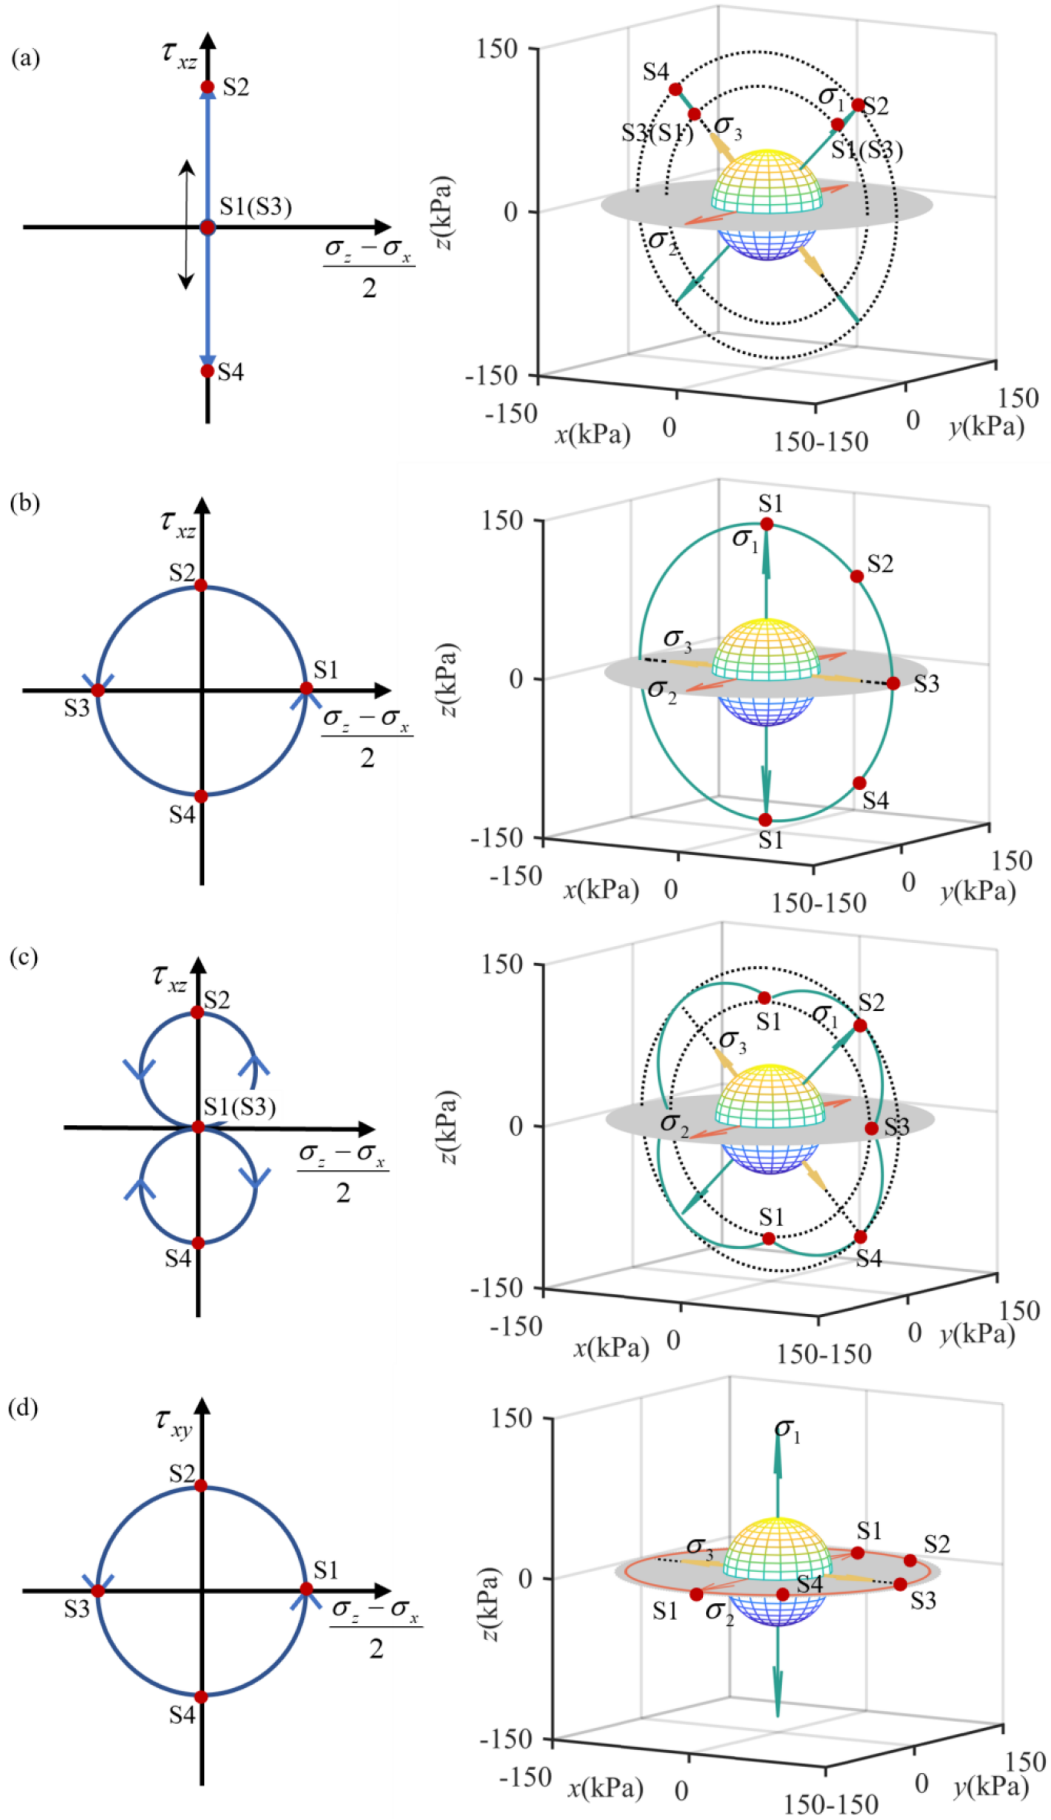 (a)
τxz
S2
S1(S3)
σz − σx
2
S4
150
0
-150
z(kPa)
S4
σ1
S2
S3(S1)
σ3
S1(S3)
σ2
-150
x(kPa)
0
150-150
0
y(kPa)
150
(b)
τxz
S2
S1
S3
σz − σx
2
S4
150
0
-150
z(kPa)
S1
σ1
S2
σ3
σ2
S3
S4
S1
-150
x(kPa)
0
150-150
0
y(kPa)
150
(c)
τxz
S2
S1(S3)
σz − σx
2
S4
150
0
-150
z(kPa)
S1
σ1
S2
σ3
σ2
S3
S1
S4
-150
x(kPa)
0
150-150
0
y(kPa)
150
(d)
τxy
S2
S1
S3
σz − σx
2
S4
150
0
-150
z(kPa)
σ1
S1
S2
σ3
S4
S3
S1
σ2
-150
x(kPa)
0
150-150
0
y(kPa)
150